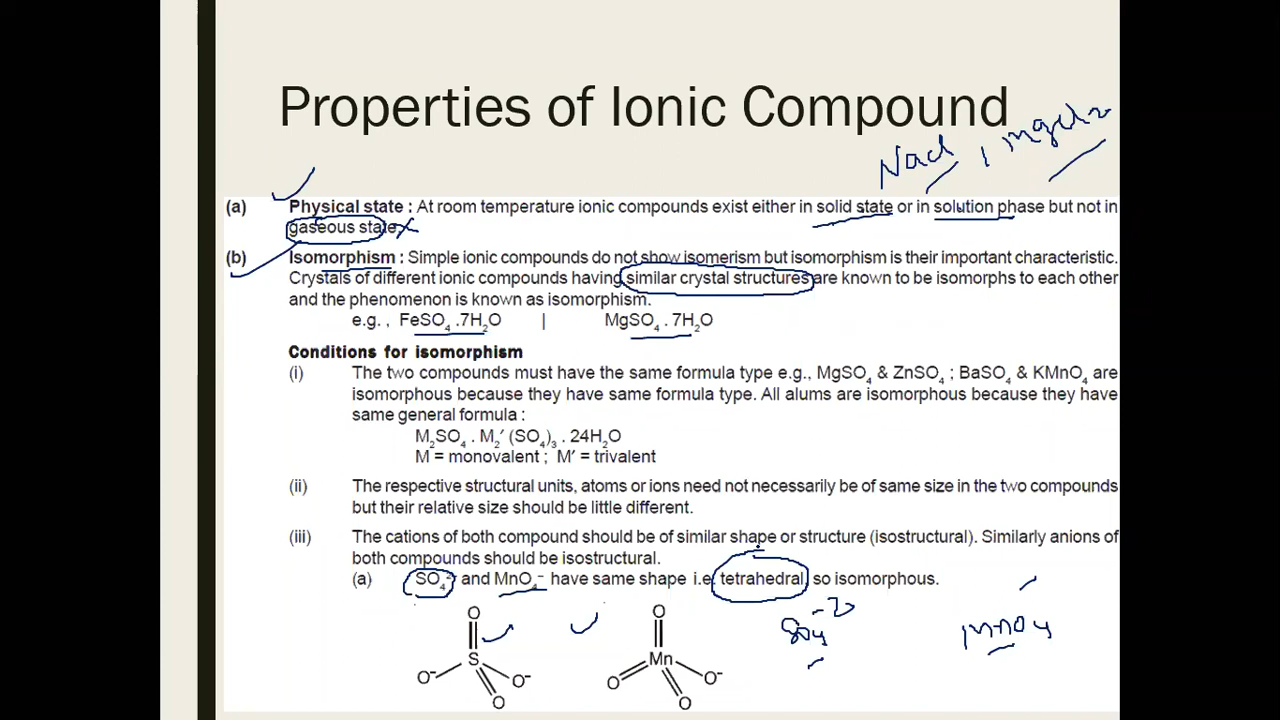 Properties of Ionic Compound
NaCl, MgCl₂
(a) Physical state : At room temperature ionic compounds exist either in solid state or in solution phase but not in
gaseous state
(b) Isomorphism : Simple ionic compounds do not show isomerism but isomorphism is their important characteristic.
Crystals of different ionic compounds having similar crystal structures are known to be isomorphs to each other
and the phenomenon is known as isomorphism.
e.g., FeSO₄.7H₂O | MgSO₄. 7H₂O
Conditions for isomorphism
(i) The two compounds must have the same formula type e.g., MgSO₄ & ZnSO₄ ; BaSO₄ & KMnO₄ are
isomorphous because they have same formula type. All alums are isomorphous because they have
same general formula :
M₂SO₄ . M₂′ (SO₄)₃ . 24H₂O
M = monovalent ; M′ = trivalent
(ii) The respective structural units, atoms or ions need not necessarily be of same size in the two compounds
but their relative size should be little different.
(iii) The cations of both compound should be of similar shape or structure (isostructural). Similarly anions of
both compounds should be isostructural.
(a) SO₄²⁻ and MnO₄⁻ have same shape i.e. tetrahedral, so isomorphous.
SO₄⁻² MnO₄⁻
O O
S Mn
O⁻ O⁻ O O⁻
O O